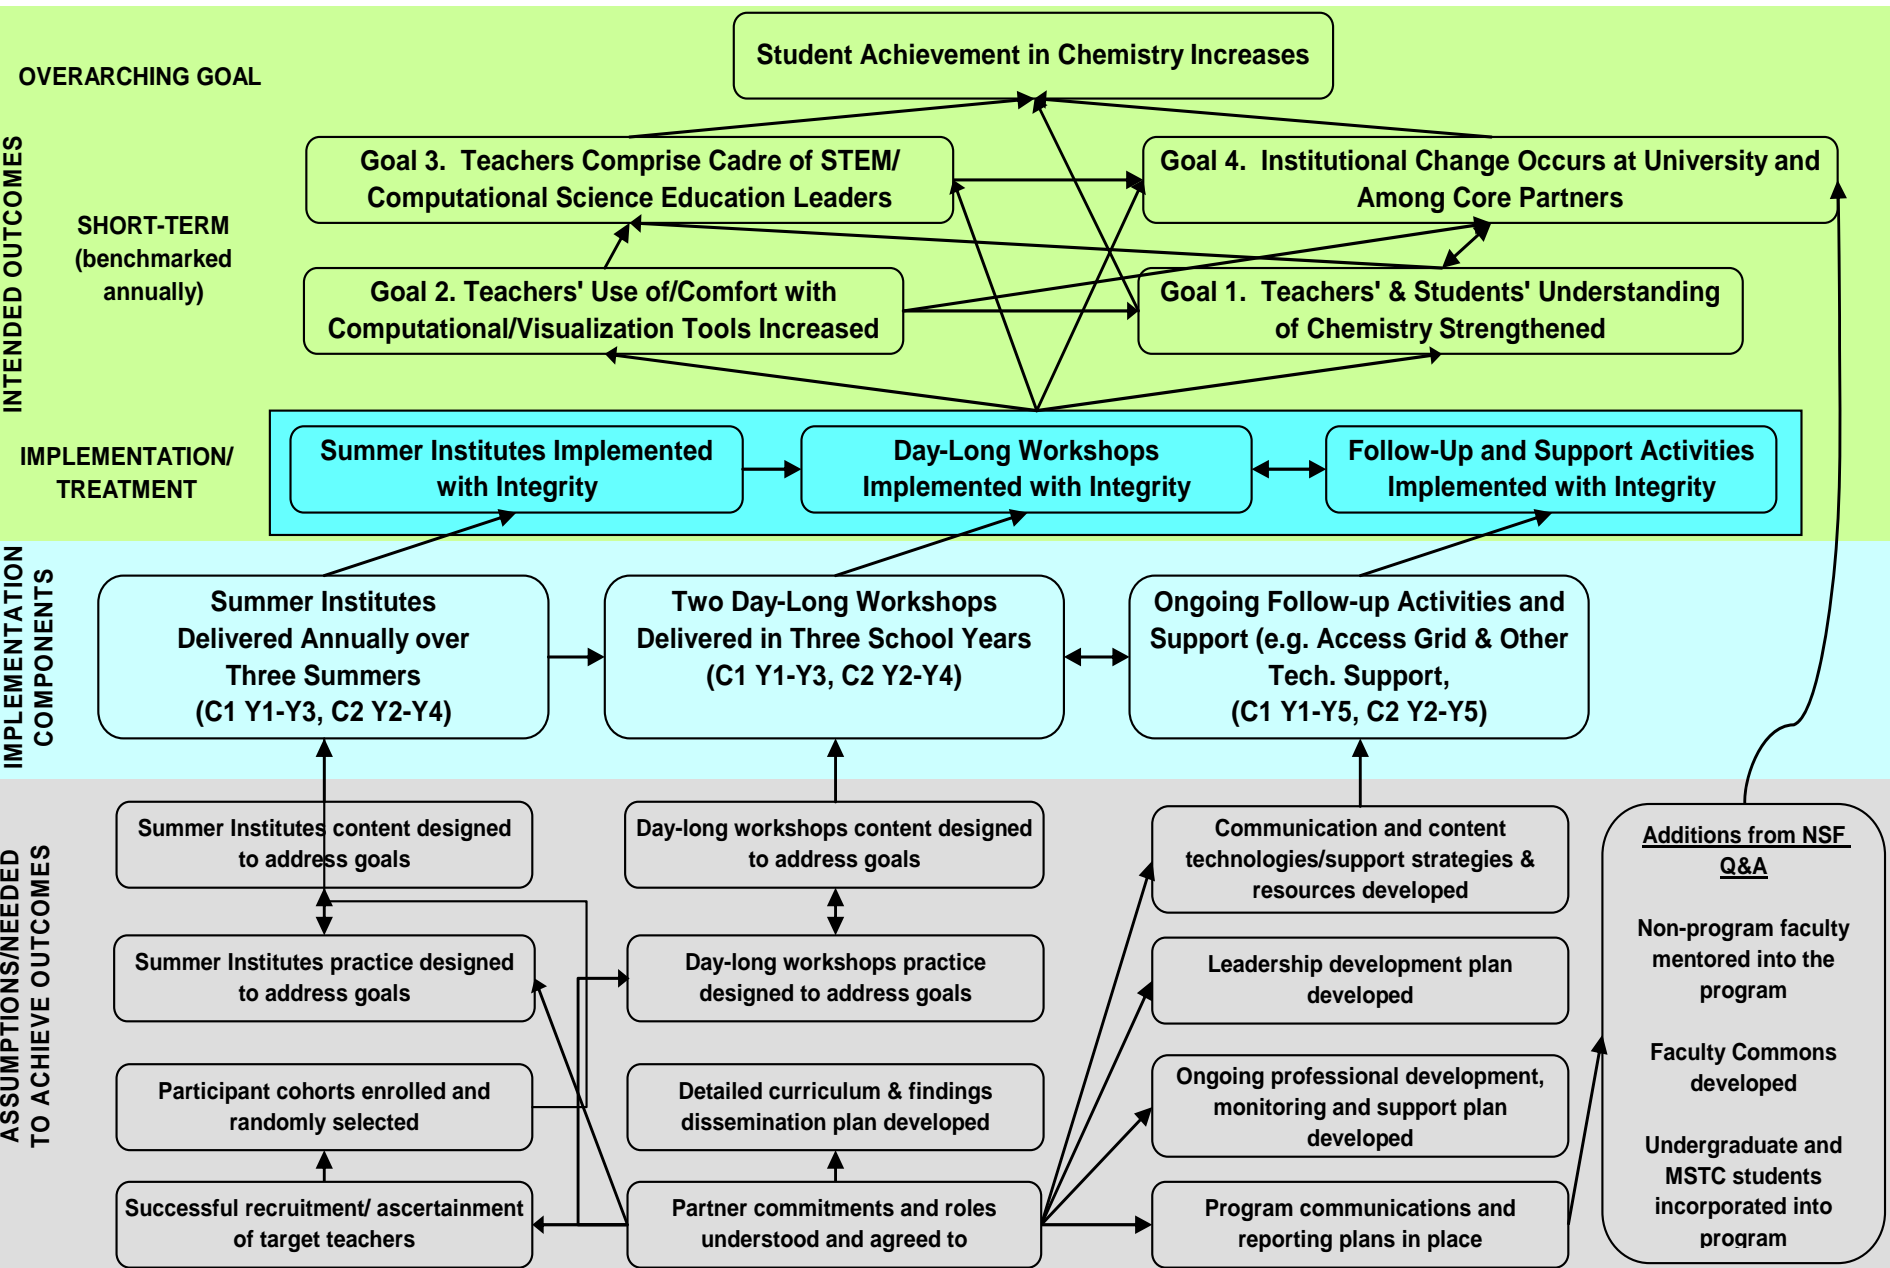 Student Achievement in Chemistry Increases
OVERARCHING GOAL
INTENDED OUTCOMES
Goal 3.  Teachers Comprise Cadre of STEM/
Computational Science Education Leaders
Goal 4.  Institutional Change Occurs at University and
Among Core Partners
SHORT-TERM
(benchmarked
annually)
Goal 2. Teachers' Use of/Comfort with
Computational/Visualization Tools Increased
Goal 1.  Teachers' & Students' Understanding
of Chemistry Strengthened
IMPLEMENTATION/
TREATMENT
Summer Institutes Implemented
with Integrity
Day-Long Workshops
Implemented with Integrity
Follow-Up and Support Activities
Implemented with Integrity
IMPLEMENTATION
COMPONENTS
Summer Institutes
Delivered Annually over
Three Summers
(C1 Y1-Y3, C2 Y2-Y4)
Two Day-Long Workshops
Delivered in Three School Years
(C1 Y1-Y3, C2 Y2-Y4)
Ongoing Follow-up Activities and
Support (e.g. Access Grid & Other
Tech. Support,
(C1 Y1-Y5, C2 Y2-Y5)
ASSUMPTIONS/NEEDED
TO ACHIEVE OUTCOMES
Summer Institutes content designed
to address goals
Day-long workshops content designed
to address goals
Communication and content
technologies/support strategies &
resources developed
Summer Institutes practice designed
to address goals
Day-long workshops practice
designed to address goals
Leadership development plan
developed
Participant cohorts enrolled and
randomly selected
Detailed curriculum & findings
dissemination plan developed
Ongoing professional development,
monitoring and support plan
developed
Successful recruitment/ ascertainment
of target teachers
Partner commitments and roles
understood and agreed to
Program communications and
reporting plans in place
Additions from NSF
Q&A
Non-program faculty
mentored into the
program
Faculty Commons
developed
Undergraduate and
MSTC students
incorporated into
program